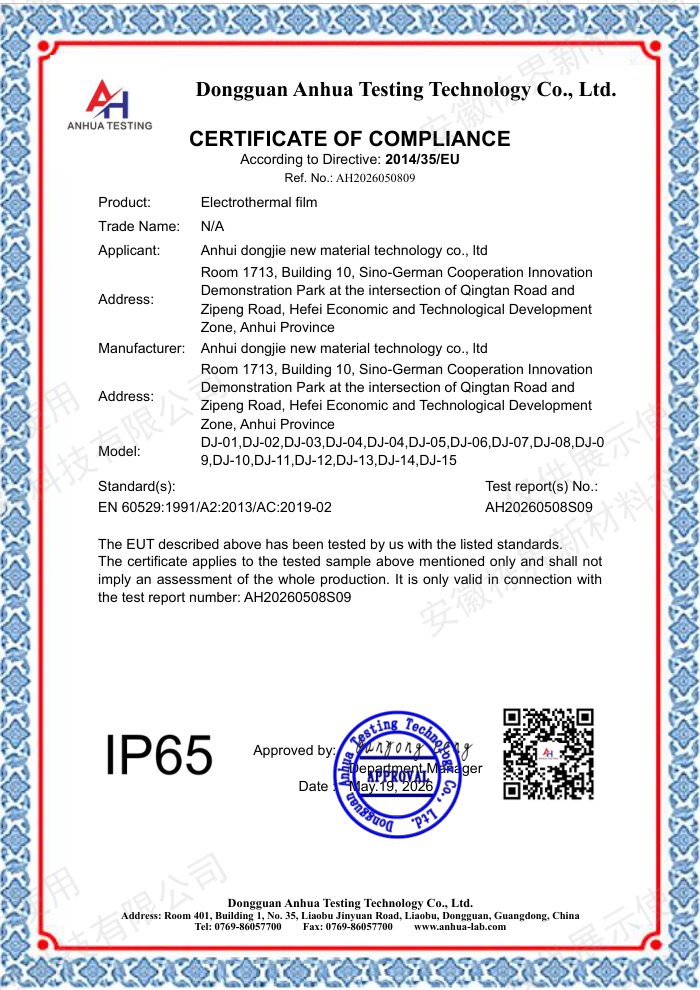 AH
ANHUA TESTING
Dongguan Anhua Testing Technology Co., Ltd.
CERTIFICATE OF COMPLIANCE
According to Directive: 2014/35/EU
Ref. No.: AH2026050809
Product: Electrothermal film
Trade Name: N/A
Applicant: Anhui dongjie new material technology co., ltd
Address: Room 1713, Building 10, Sino-German Cooperation Innovation
Demonstration Park at the intersection of Qingtan Road and
Zipeng Road, Hefei Economic and Technological Development
Zone, Anhui Province
Manufacturer: Anhui dongjie new material technology co., ltd
Address: Room 1713, Building 10, Sino-German Cooperation Innovation
Demonstration Park at the intersection of Qingtan Road and
Zipeng Road, Hefei Economic and Technological Development
Zone, Anhui Province
Model: DJ-01,DJ-02,DJ-03,DJ-04,DJ-04,DJ-05,DJ-06,DJ-07,DJ-08,DJ-0
9,DJ-10,DJ-11,DJ-12,DJ-13,DJ-14,DJ-15
Standard(s): Test report(s) No.:
EN 60529:1991/A2:2013/AC:2019-02 AH20260508S09
The EUT described above has been tested by us with the listed standards.
The certificate applies to the tested sample above mentioned only and shall not
imply an assessment of the whole production. It is only valid in connection with
the test report number: AH20260508S09
IP65
Approved by:
Department Manager
Date : May.19, 2026
Dongguan Anhua Testing Technology Co., Ltd.
APPROVAL
Dongguan Anhua Testing Technology Co., Ltd.
Address: Room 401, Building 1, No. 35, Liaobu Jinyuan Road, Liaobu, Dongguan, Guangdong, China
Tel: 0769-86057700 Fax: 0769-86057700 www.anhua-lab.com